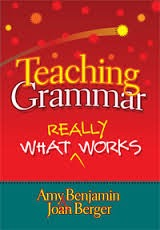 Teaching
Grammar
REALLY
WHAT WORKS
Amy Benjamin
Joan Berger